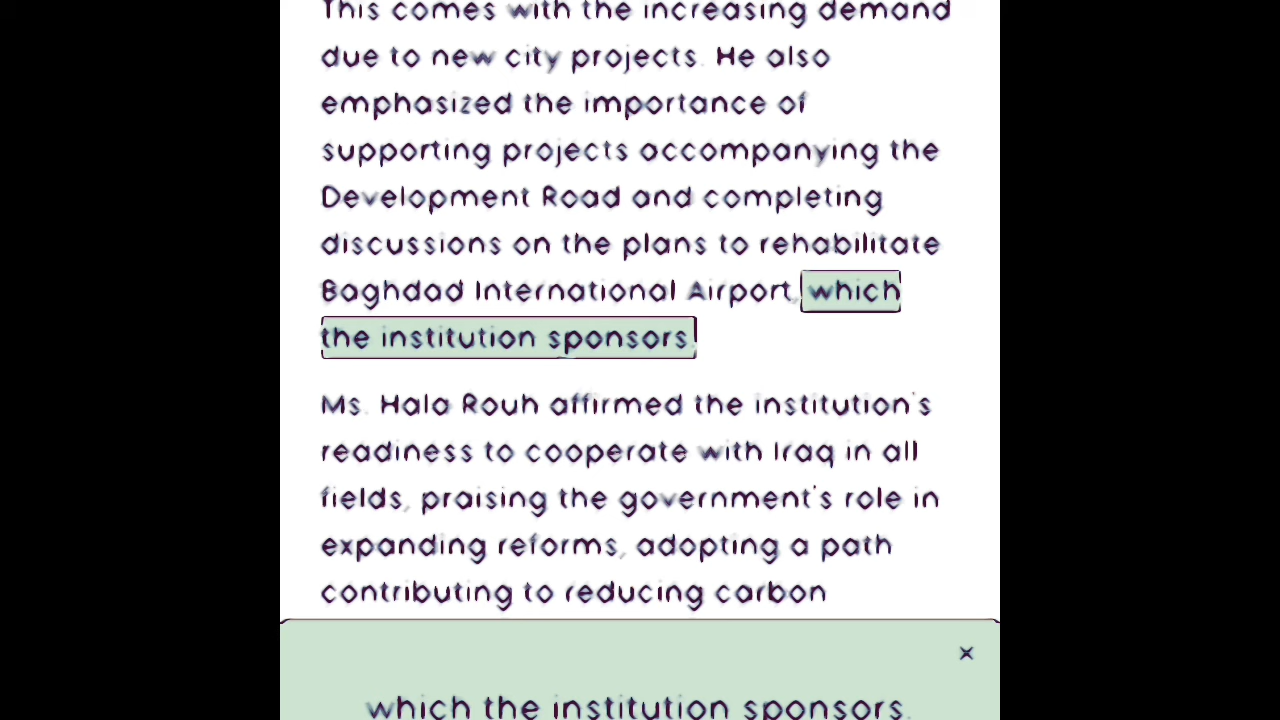 This comes with the increasing demand
due to new city projects. He also
emphasized the importance of
supporting projects accompanying the
Development Road and completing
discussions on the plans to rehabilitate
Baghdad International Airport, which
the institution sponsors.
Ms. Hala Rouh affirmed the institution's
readiness to cooperate with Iraq in all
fields, praising the government's role in
expanding reforms, adopting a path
contributing to reducing carbon
×
which the institution sponsors.